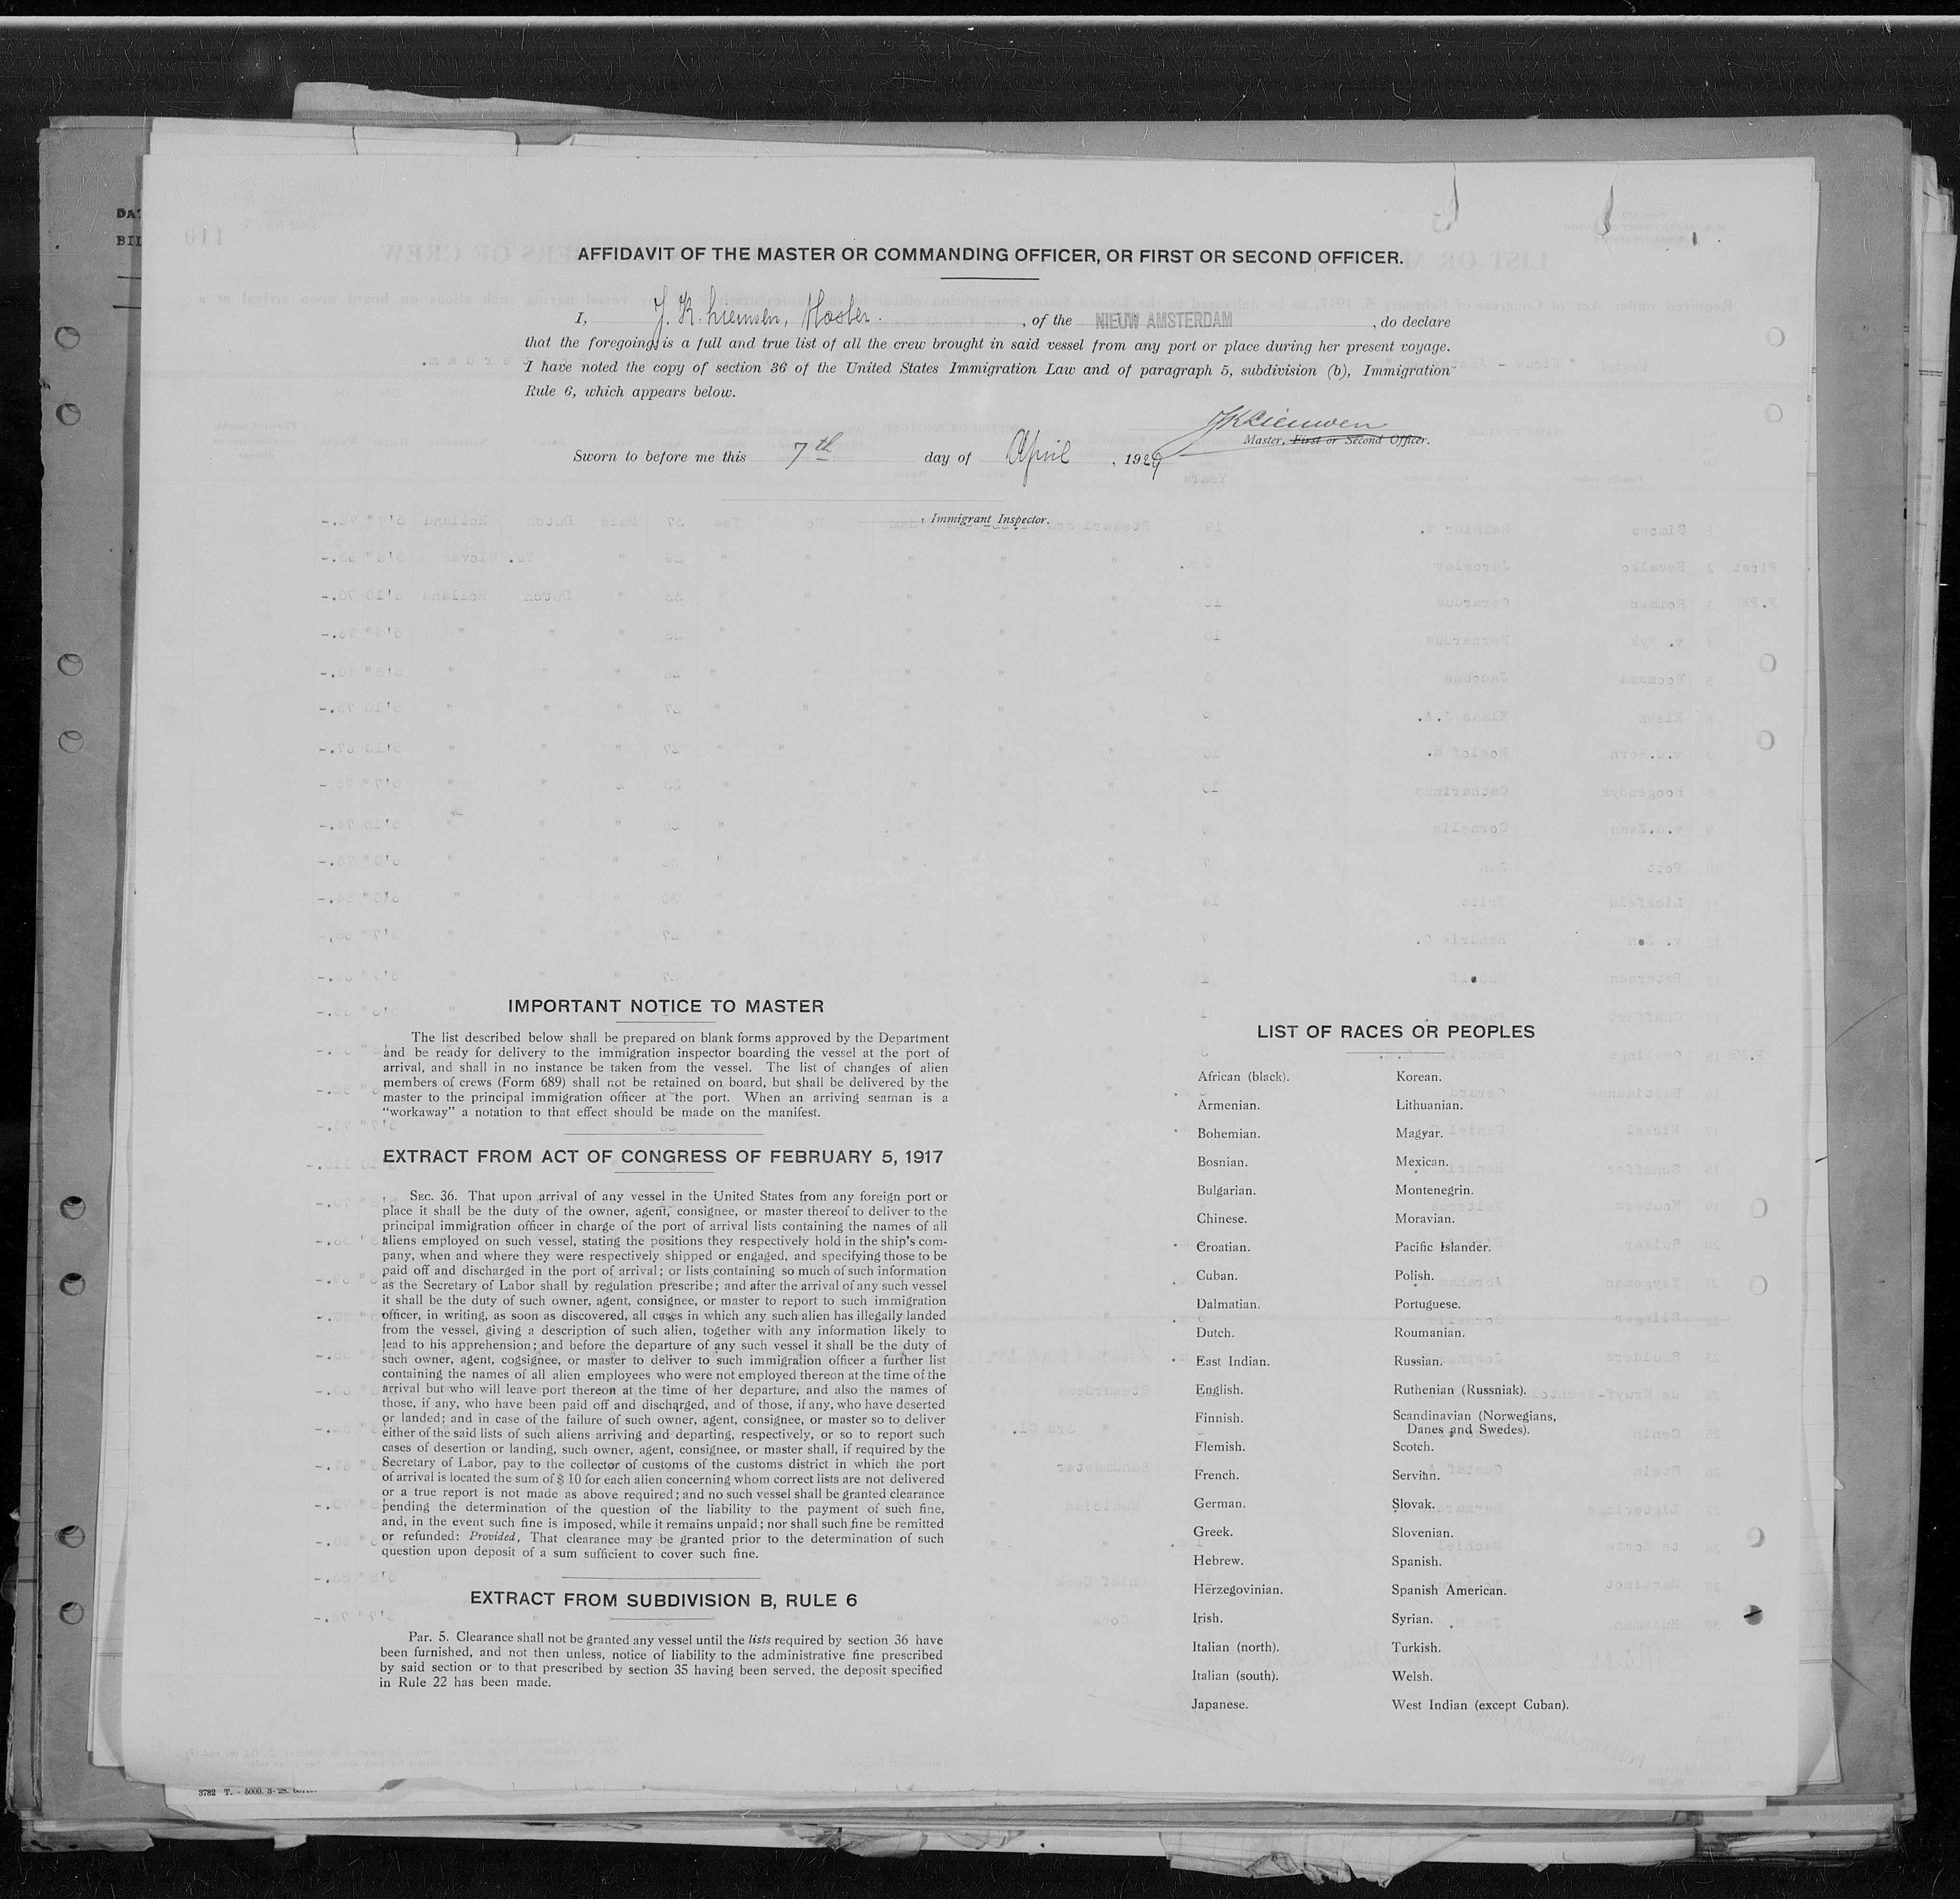 AFFIDAVIT OF THE MASTER OR COMMANDING OFFICER, OR FIRST OR SECOND OFFICER.
I, J. K. Lieuwen, Master. , of the NIEUW AMSTERDAM , do declare
that the foregoing is a full and true list of all the crew brought in said vessel from any port or place during her present voyage.
I have noted the copy of section 36 of the United States Immigration Law and of paragraph 5, subdivision (b), Immigration
Rule 6, which appears below.
JKLieuwen
Master, First or Second Officer.
Sworn to before me this 7th day of April , 1929
, Immigrant Inspector.
IMPORTANT NOTICE TO MASTER
The list described below shall be prepared on blank forms approved by the Department
and be ready for delivery to the immigration inspector boarding the vessel at the port of
arrival, and shall in no instance be taken from the vessel. The list of changes of alien
members of crews (Form 689) shall not be retained on board, but shall be delivered by the
master to the principal immigration officer at the port. When an arriving seaman is a
“workaway” a notation to that effect should be made on the manifest.
EXTRACT FROM ACT OF CONGRESS OF FEBRUARY 5, 1917
SEC. 36. That upon arrival of any vessel in the United States from any foreign port or
place it shall be the duty of the owner, agent, consignee, or master thereof to deliver to the
principal immigration officer in charge of the port of arrival lists containing the names of all
aliens employed on such vessel, stating the positions they respectively hold in the ship's com-
pany, when and where they were respectively shipped or engaged, and specifying those to be
paid off and discharged in the port of arrival; or lists containing so much of such information
as the Secretary of Labor shall by regulation prescribe; and after the arrival of any such vessel
it shall be the duty of such owner, agent, consignee, or master to report to such immigration
officer, in writing, as soon as discovered, all cases in which any such alien has illegally landed
from the vessel, giving a description of such alien, together with any information likely to
lead to his apprehension; and before the departure of any such vessel it shall be the duty of
such owner, agent, cogsignee, or master to deliver to such immigration officer a further list
containing the names of all alien employees who were not employed thereon at the time of the
arrival but who will leave port thereon at the time of her departure, and also the names of
those, if any, who have been paid off and discharged, and of those, if any, who have deserted
or landed; and in case of the failure of such owner, agent, consignee, or master so to deliver
either of the said lists of such aliens arriving and departing, respectively, or so to report such
cases of desertion or landing, such owner, agent, consignee, or master shall, if required by the
Secretary of Labor, pay to the collector of customs of the customs district in which the port
of arrival is located the sum of $ 10 for each alien concerning whom correct lists are not delivered
or a true report is not made as above required; and no such vessel shall be granted clearance
pending the determination of the question of the liability to the payment of such fine,
and, in the event such fine is imposed, while it remains unpaid; nor shall such fine be remitted
or refunded: Provided, That clearance may be granted prior to the determination of such
question upon deposit of a sum sufficient to cover such fine.
EXTRACT FROM SUBDIVISION B, RULE 6
Par. 5. Clearance shall not be granted any vessel until the lists required by section 36 have
been furnished, and not then unless, notice of liability to the administrative fine prescribed
by said section or to that prescribed by section 35 having been served, the deposit specified
in Rule 22 has been made.
LIST OF RACES OR PEOPLES
African (black). Korean.
Armenian. Lithuanian.
Bohemian. Magyar.
Bosnian. Mexican.
Bulgarian. Montenegrin.
Chinese. Moravian.
Croatian. Pacific Islander.
Cuban. Polish.
Dalmatian. Portuguese.
Dutch. Roumanian.
East Indian. Russian.
English. Ruthenian (Russniak).
Finnish. Scandinavian (Norwegians,
Danes and Swedes).
Flemish. Scotch.
French. Servian.
German. Slovak.
Greek. Slovenian.
Hebrew. Spanish.
Herzegovinian. Spanish American.
Irish. Syrian.
Italian (north). Turkish.
Italian (south). Welsh.
Japanese. West Indian (except Cuban).
3782 T. - 5000. 3-28.